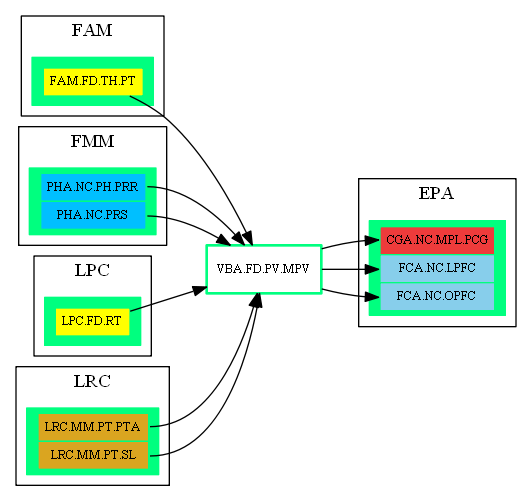 FAM
FAM.FD.TH.PT
FMM
PHA.NC.PH.PRR
PHA.NC.PRS
LPC
LPC.FD.RT
LRC
LRC.MM.PT.PTA
LRC.MM.PT.SL
VBA.FD.PV.MPV
EPA
CGA.NC.MPL.PCG
FCA.NC.LPFC
FCA.NC.OPFC